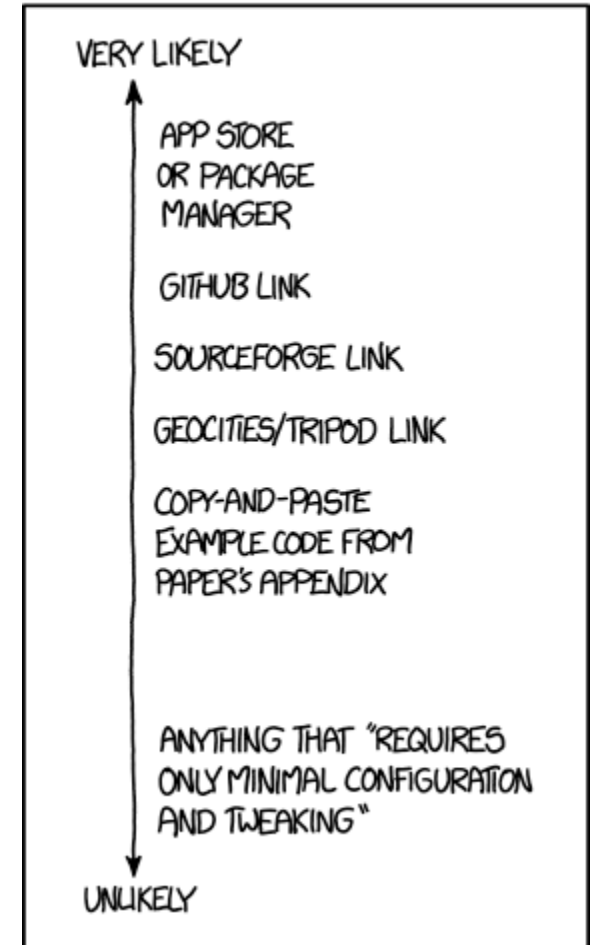 VERY LIKELY
APP STORE
OR PACKAGE
MANAGER
GITHUB LINK
SOURCEFORGE LINK
GEOCITIES/TRIPOD LINK
COPY-AND-PASTE
EXAMPLE CODE FROM
PAPER'S APPENDIX
ANYTHING THAT "REQUIRES
ONLY MINIMAL CONFIGURATION
AND TWEAKING"
UNLIKELY